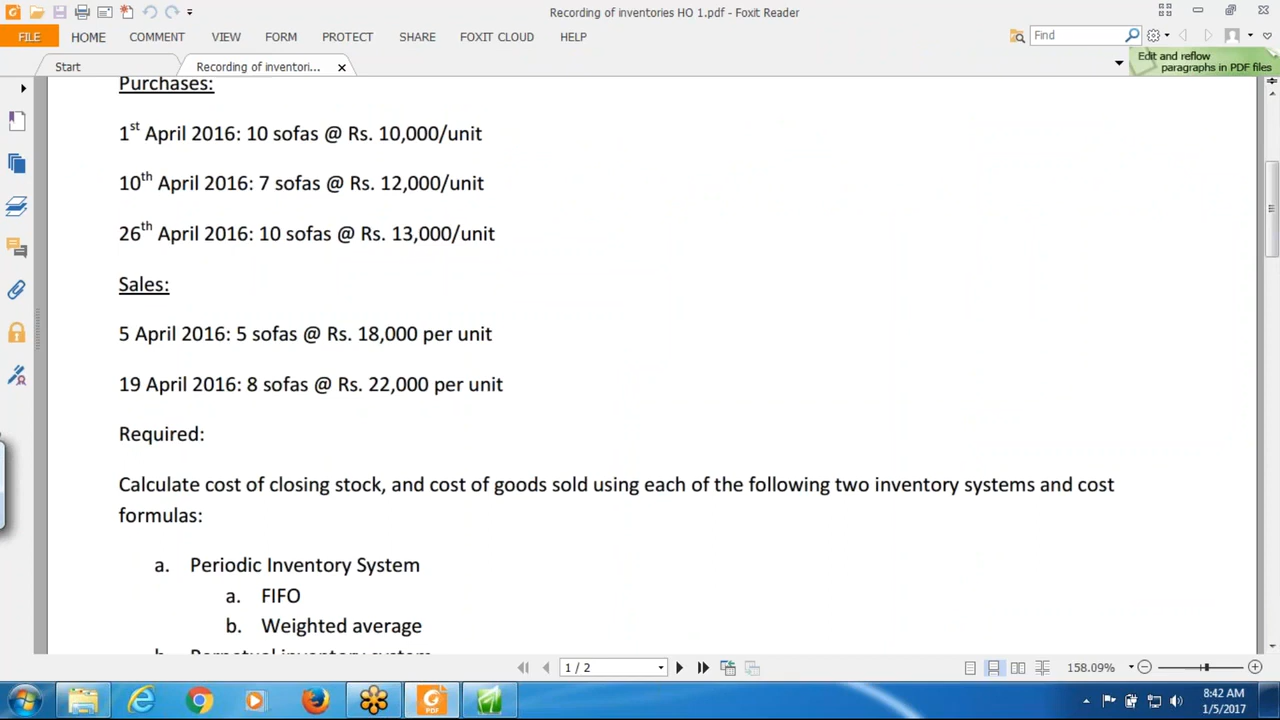 Recording of inventories HO 1.pdf - Foxit Reader
FILE HOME COMMENT VIEW FORM PROTECT SHARE FOXIT CLOUD HELP
Find
Start
Recording of inventori...
Edit and reflow
paragraphs in PDF files
Purchases:
1st April 2016: 10 sofas @ Rs. 10,000/unit
10th April 2016: 7 sofas @ Rs. 12,000/unit
26th April 2016: 10 sofas @ Rs. 13,000/unit
Sales:
5 April 2016: 5 sofas @ Rs. 18,000 per unit
19 April 2016: 8 sofas @ Rs. 22,000 per unit
Required:
Calculate cost of closing stock, and cost of goods sold using each of the following two inventory systems and cost
formulas:
a. Periodic Inventory System
a. FIFO
b. Weighted average
b. Perpetual inventory system
1 / 2
158.09%
PDF
8:42 AM
1/5/2017